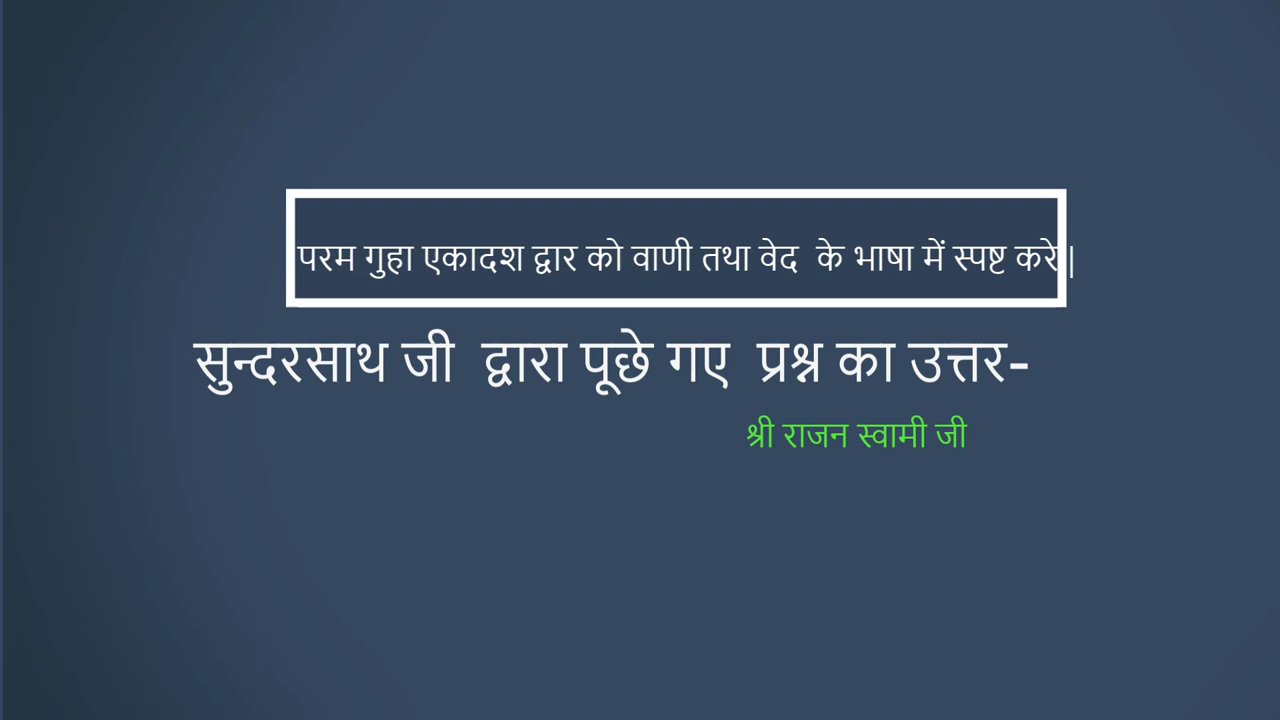 परम गुहा एकादश द्वार को वाणी तथा वेद के भाषा में स्पष्ट करे|
सुन्दरसाथ जी द्वारा पूछे गए प्रश्न का उत्तर-
श्री राजन स्वामी जी